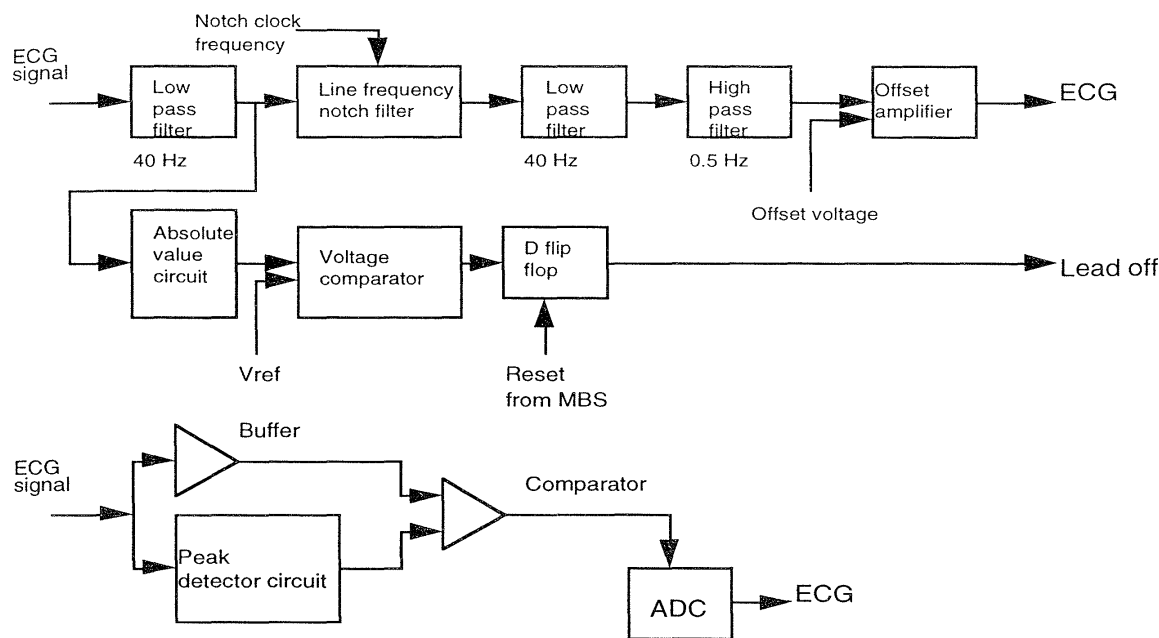 Notch clock
frequency
ECG
signal
Low
pass
filter
40 Hz
Line frequency
notch filter
Low
pass
filter
40 Hz
High
pass
filter
0.5 Hz
Offset
amplifier
ECG
Offset voltage
Absolute
value
circuit
Voltage
comparator
D flip
flop
Lead off
Vref
Reset
from MBS
Buffer
ECG
signal
Comparator
Peak
detector circuit
ADC
ECG